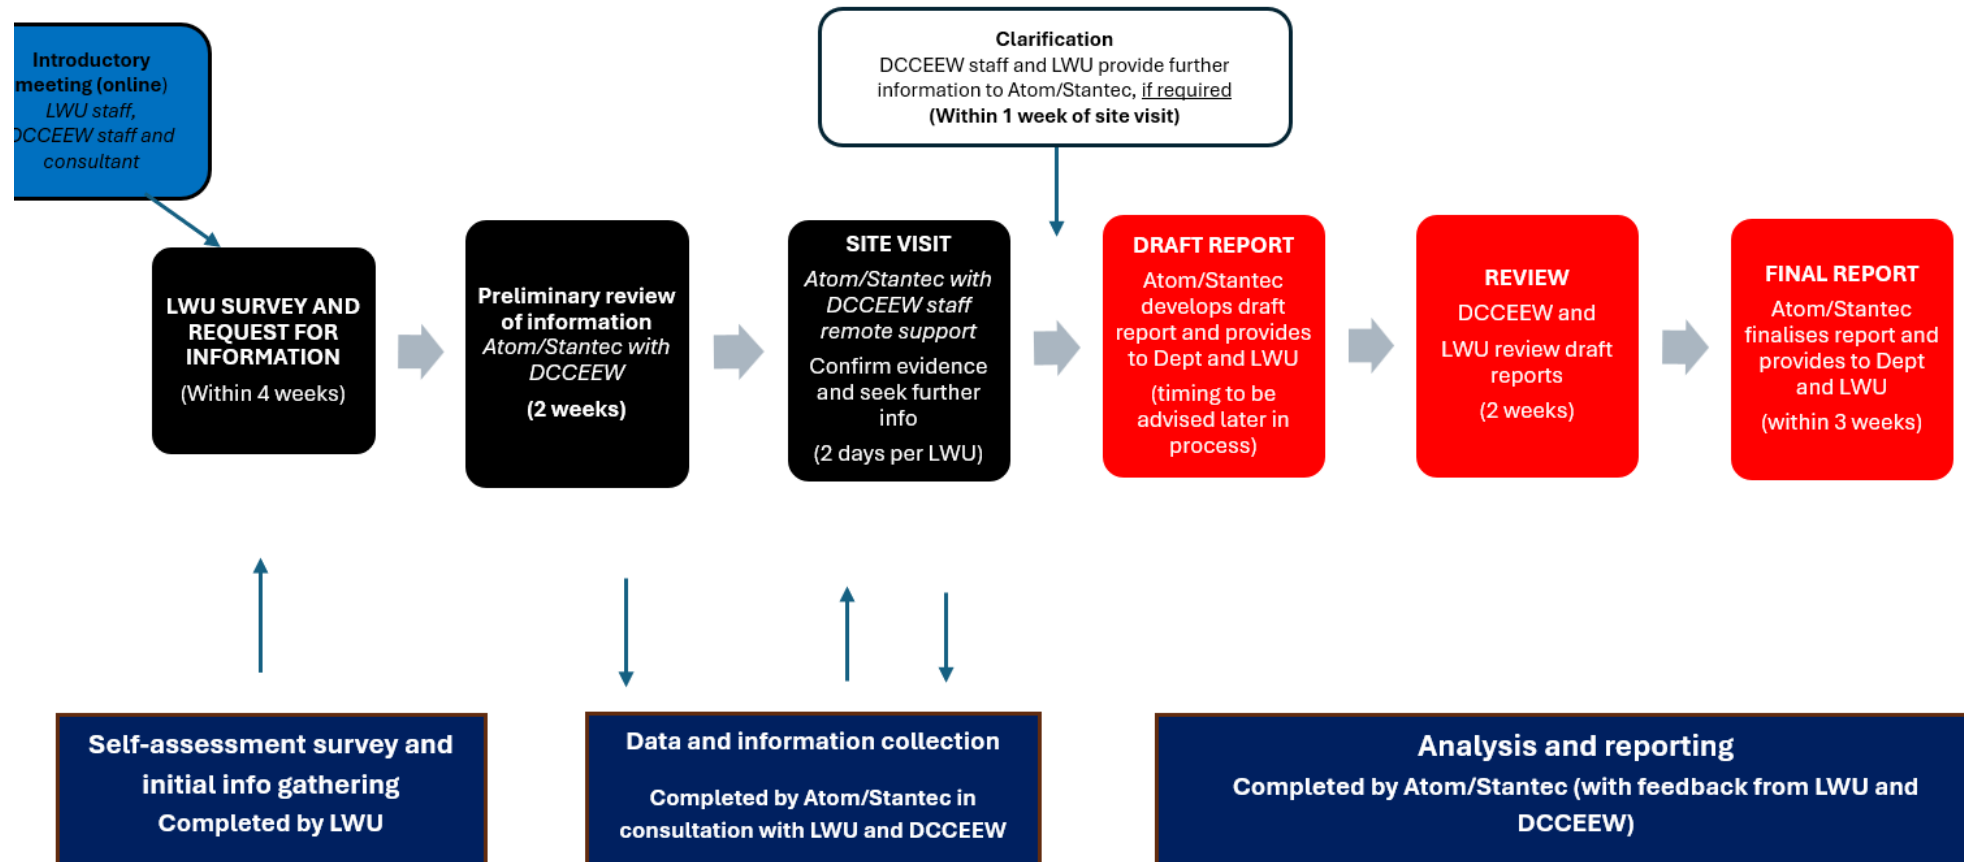 Introductory
meeting (online)
LWU staff,
DCCEEW staff and
consultant
Clarification
DCCEEW staff and LWU provide further
information to Atom/Stantec, if required
(Within 1 week of site visit)
LWU SURVEY AND
REQUEST FOR
INFORMATION
(Within 4 weeks)
Preliminary review
of information
Atom/Stantec with
DCCEEW
(2 weeks)
SITE VISIT
Atom/Stantec with
DCCEEW staff
remote support
Confirm evidence
and seek further
info
(2 days per LWU)
DRAFT REPORT
Atom/Stantec
develops draft
report and provides
to Dept and LWU
(timing to be
advised later in
process)
REVIEW
DCCEEW and
LWU review draft
reports
(2 weeks)
FINAL REPORT
Atom/Stantec
finalises report and
provides to Dept
and LWU
(within 3 weeks)
Self-assessment survey and
initial info gathering
Completed by LWU
Data and information collection
Completed by Atom/Stantec in
consultation with LWU and DCCEEW
Analysis and reporting
Completed by Atom/Stantec (with feedback from LWU and
DCCEEW)